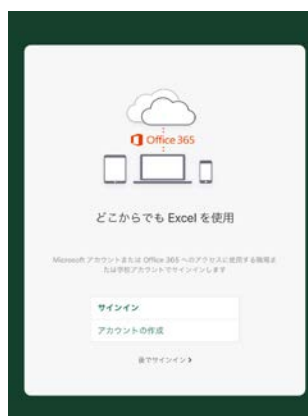 Office 365
どこからでも Excel を使用
Microsoft アカウントまたは Office 365 へのアクセスに使用する職場ま
たは学校アカウントでサインインします
サインイン
アカウントの作成
後でサインイン >